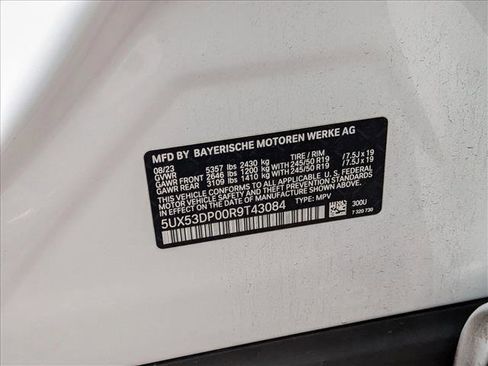 MFD BY BAYERISCHE MOTOREN WERKE AG
08/23 5357 lbs 2430 kg TIRE / RIM
GVWR
GAWR FRONT 2646 lbs 1200 kg WITH 245/50 R19 /7.5J x 19
GAWR REAR 3109 lbs 1410 kg WITH 245/50 R19 /7.5J x 19
THIS VEHICLE CONFORMS TO ALL APPLICABLE U.S. FEDERAL
MOTOR VEHICLE SAFETY STANDARDS IN EFFECT ON THE
DATE OF MANUFACTURE SHOWN ABOVE.
5UX53DP00R9T43084 TYPE: MPV
300U
7 320 730